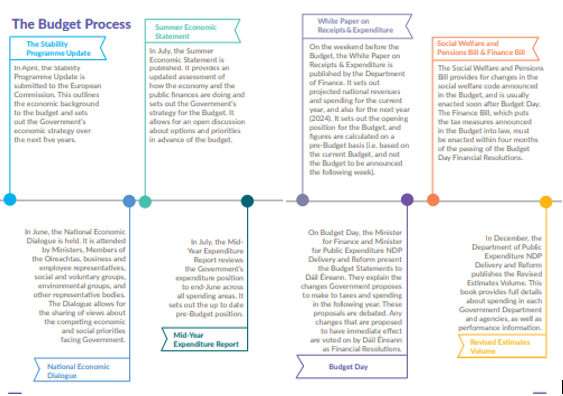 The Budget Process
The Stability
Programme Update
In April, the Stability
Programme Update is
submitted to the European
Commission. This outlines
the economic background
to the budget and sets
out the Government's
economic strategy over
the next five years.
Summer Economic
Statement
In July, the Summer
Economic Statement is
published. It provides an
updated assessment of
how the economy and the
public finances are doing and
sets out the Government's
strategy for the Budget. It
allows for an open discussion
about options and priorities
in advance of the budget.
White Paper on
Receipts & Expenditure
On the weekend before the
Budget, the White Paper on
Receipts & Expenditure is
published by the Department
of Finance. It sets out
projected national revenues
and spending for the current
year, and also for the next year
(2024). It sets out the opening
position for the Budget, and
figures are calculated on a
pre-Budget basis (i.e. based on
the current Budget, and not
the Budget to be announced
the following week).
Social Welfare and
Pensions Bill & Finance Bill
The Social Welfare and Pensions
Bill provides for changes in the
social welfare code announced
in the Budget, and is usually
enacted soon after Budget Day.
The Finance Bill, which puts
the tax measures announced
in the Budget into law, must
be enacted within four months
of the passing of the Budget
Day Financial Resolutions.
In June, the National Economic
Dialogue is held. It is attended
by Ministers, Members of
the Oireachtas, business and
employee representatives,
social and voluntary groups,
environmental groups, and
other representative bodies.
The Dialogue allows for
the sharing of views about
the competing economic
and social priorities
facing Government.
National Economic
Dialogue
In July, the Mid-
Year Expenditure
Report reviews
the Government's
expenditure position
to end-June across
all spending areas. It
sets out the up to date
pre-Budget position.
Mid-Year
Expenditure Report
On Budget Day, the Minister
for Finance and Minister
for Public Expenditure NDP
Delivery and Reform present
the Budget Statements to
Dáil Éireann. They explain the
changes Government proposes
to make to taxes and spending
in the following year. These
proposals are debated. Any
changes that are proposed
to have immediate effect
are voted on by Dáil Éireann
as Financial Resolutions.
Budget Day
In December, the
Department of Public
Expenditure NDP
Delivery and Reform
publishes the Revised
Estimates Volume. This
book provides full details
about spending in each
Government Department
and agencies, as well as
performance information.
Revised Estimates
Volume